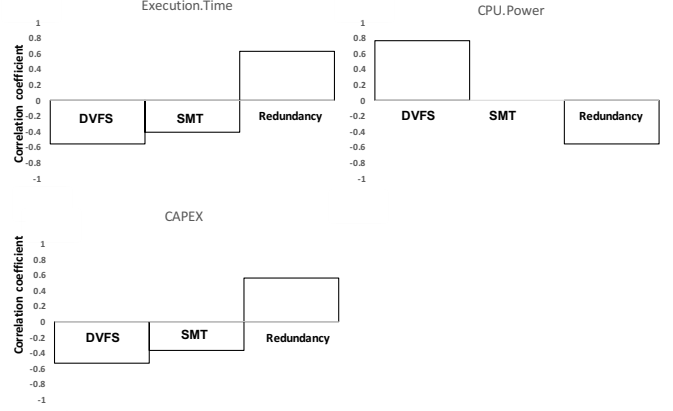 Execution.Time
Correlation coefficient
1
0.8
0.6
0.4
0.2
0
-0.2
-0.4
-0.6
-0.8
-1
DVFS
SMT
Redundancy
CPU.Power
1
0.8
0.6
0.4
0.2
0
-0.2
-0.4
-0.6
-0.8
-1
DVFS
SMT
Redundancy
CAPEX
Correlation coefficient
1
0.8
0.6
0.4
0.2
0
-0.2
-0.4
-0.6
-0.8
-1
DVFS
SMT
Redundancy